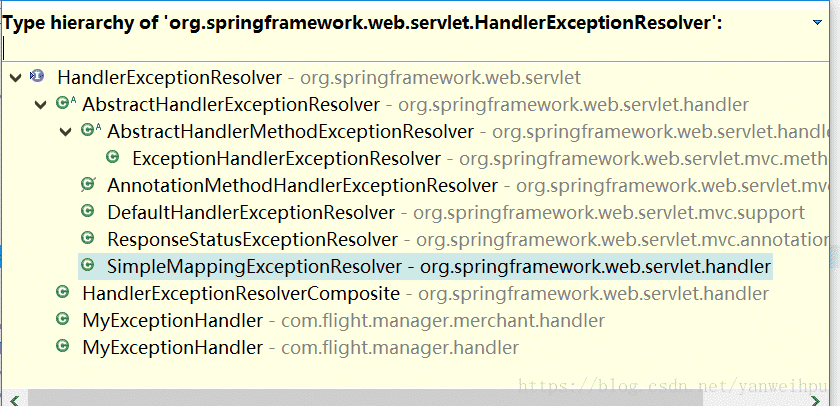 Type hierarchy of 'org.springframework.web.servlet.HandlerExceptionResolver':
HandlerExceptionResolver - org.springframework.web.servlet
AbstractHandlerExceptionResolver - org.springframework.web.servlet.handler
AbstractHandlerMethodExceptionResolver - org.springframework.web.servlet.handle
ExceptionHandlerExceptionResolver - org.springframework.web.servlet.mvc.meth
AnnotationMethodHandlerExceptionResolver - org.springframework.web.servlet.mv
DefaultHandlerExceptionResolver - org.springframework.web.servlet.mvc.support
ResponseStatusExceptionResolver - org.springframework.web.servlet.mvc.annotation
SimpleMappingExceptionResolver - org.springframework.web.servlet.handler
HandlerExceptionResolverComposite - org.springframework.web.servlet.handler
MyExceptionHandler - com.flight.manager.merchant.handler
MyExceptionHandler - com.flight.manager.handler
https://blog.csdn.net/yanweihpu